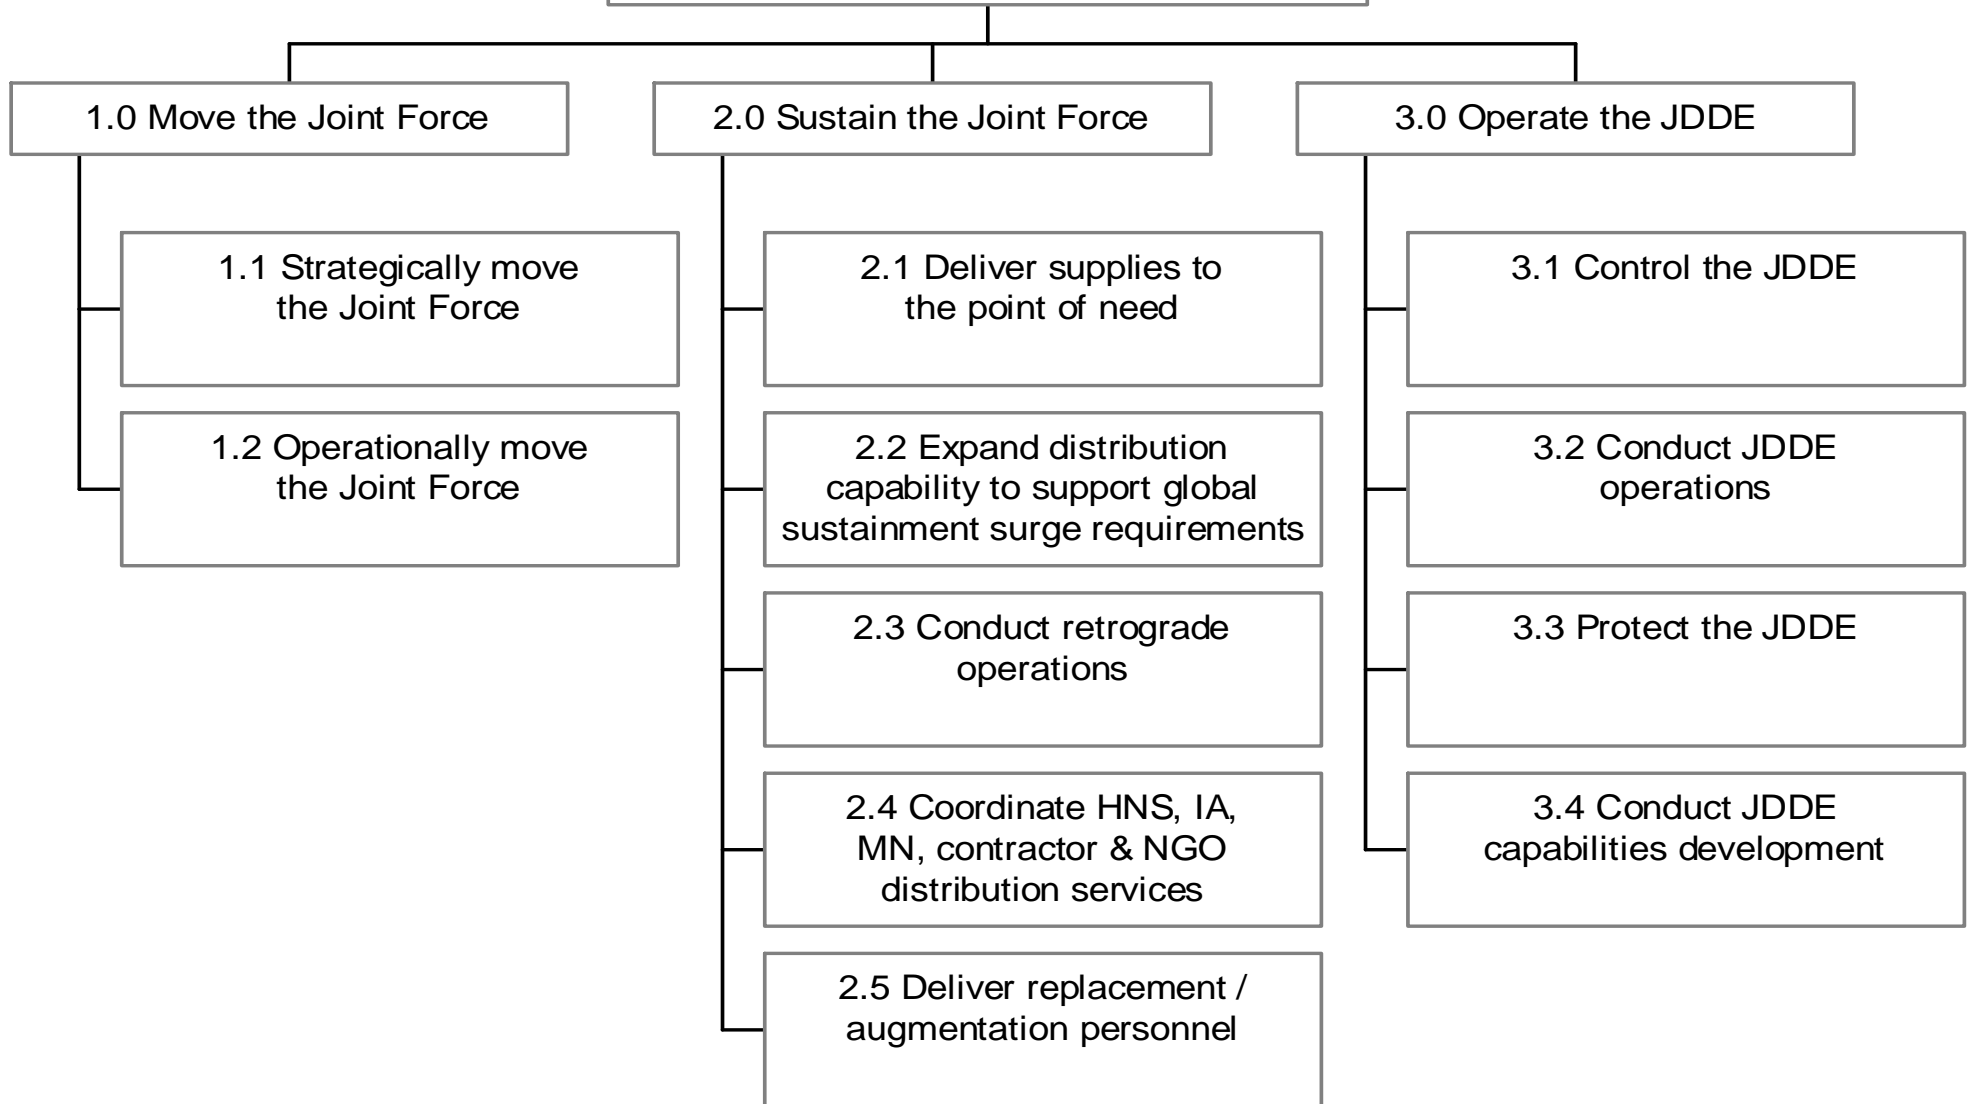 1.0 Move the Joint Force
2.0 Sustain the Joint Force
3.0 Operate the JDDE
1.1 Strategically move
the Joint Force
1.2 Operationally move
the Joint Force
2.1 Deliver supplies to
the point of need
2.2 Expand distribution
capability to support global
sustainment surge requirements
2.3 Conduct retrograde
operations
2.4 Coordinate HNS, IA,
MN, contractor & NGO
distribution services
2.5 Deliver replacement /
augmentation personnel
3.1 Control the JDDE
3.2 Conduct JDDE
operations
3.3 Protect the JDDE
3.4 Conduct JDDE
capabilities development